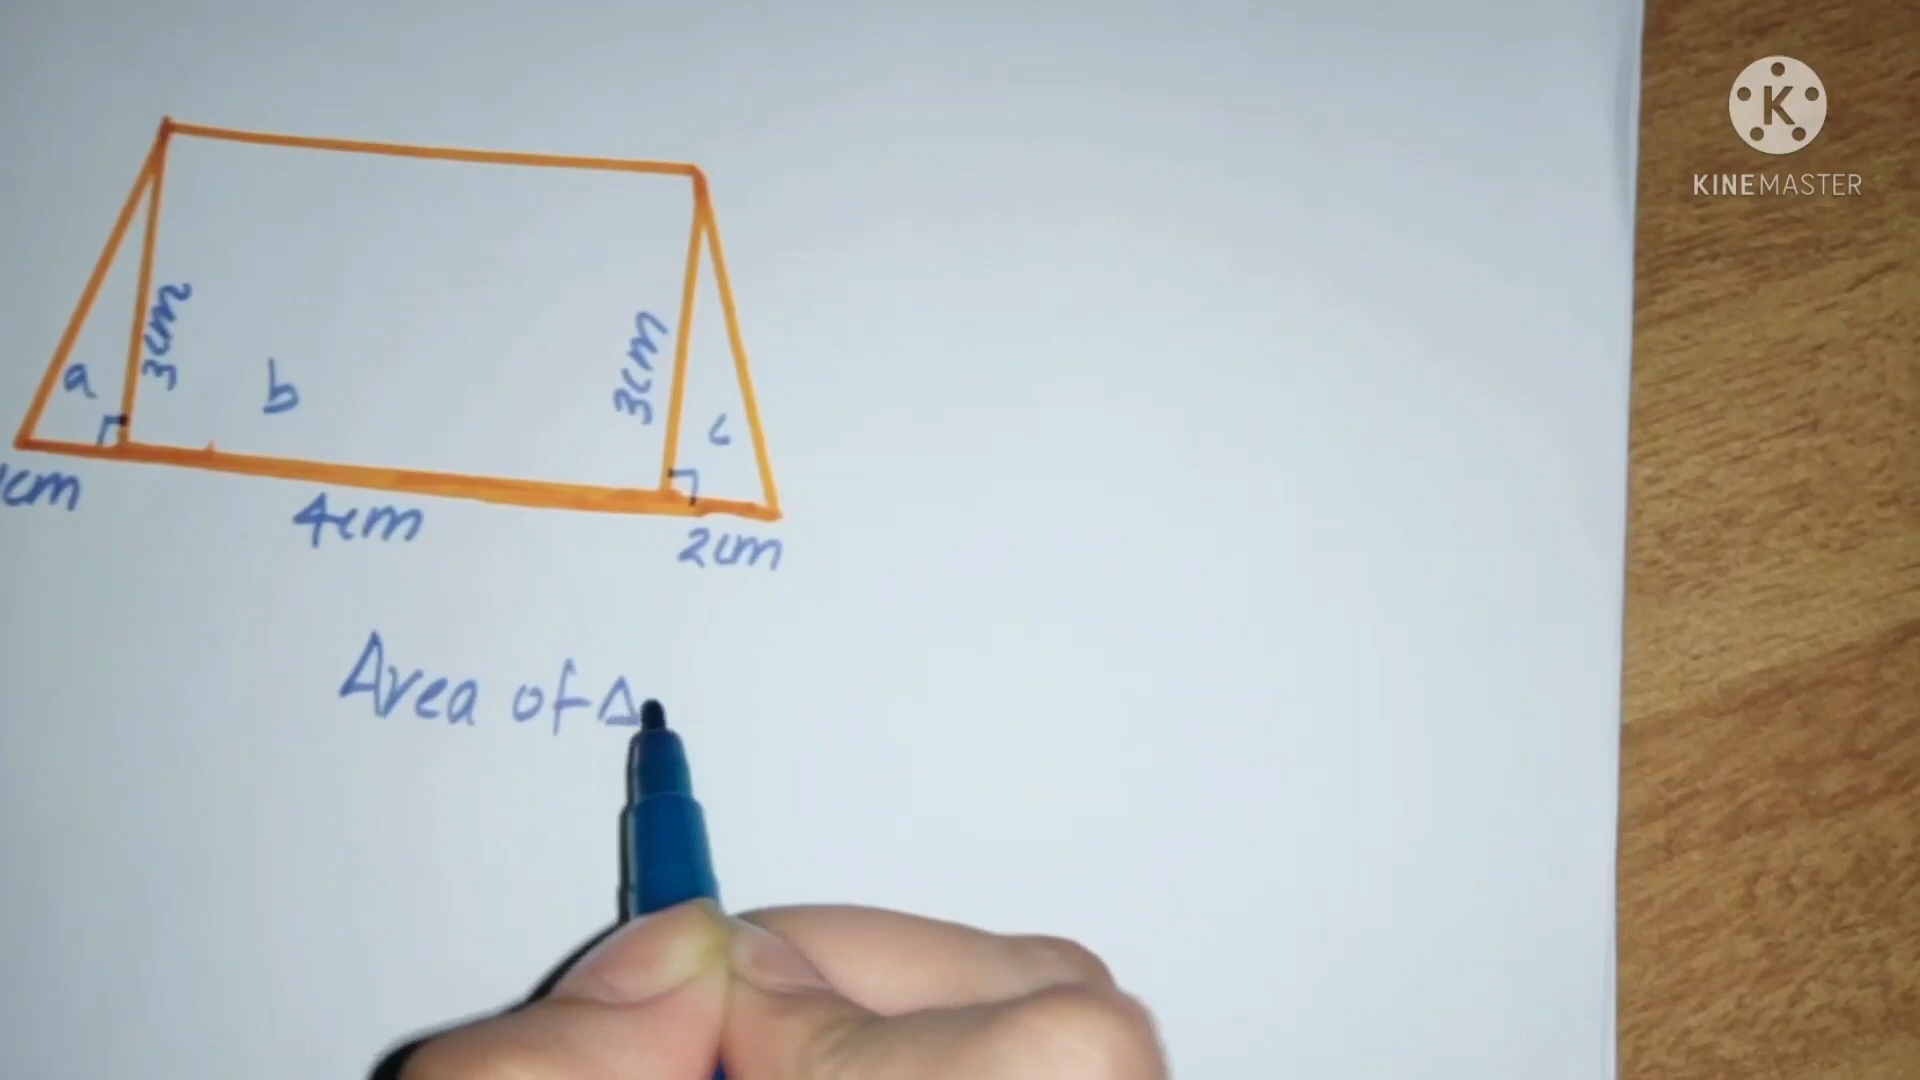 K
KINEMASTER
3cm
3cm
a
b
c
cm
4cm
2cm
Area of Δ